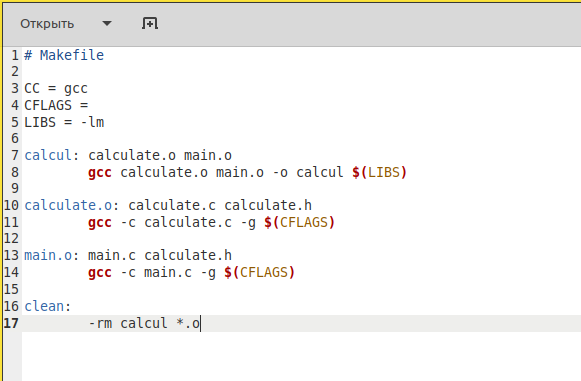 Открыть
1 # Makefile
2
3 CC = gcc
4 CFLAGS =
5 LIBS = -lm
6
7 calcul: calculate.o main.o
8 gcc calculate.o main.o -o calcul $(LIBS)
9
10 calculate.o: calculate.c calculate.h
11 gcc -c calculate.c -g $(CFLAGS)
12
13 main.o: main.c calculate.h
14 gcc -c main.c -g $(CFLAGS)
15
16 clean:
17 -rm calcul *.o